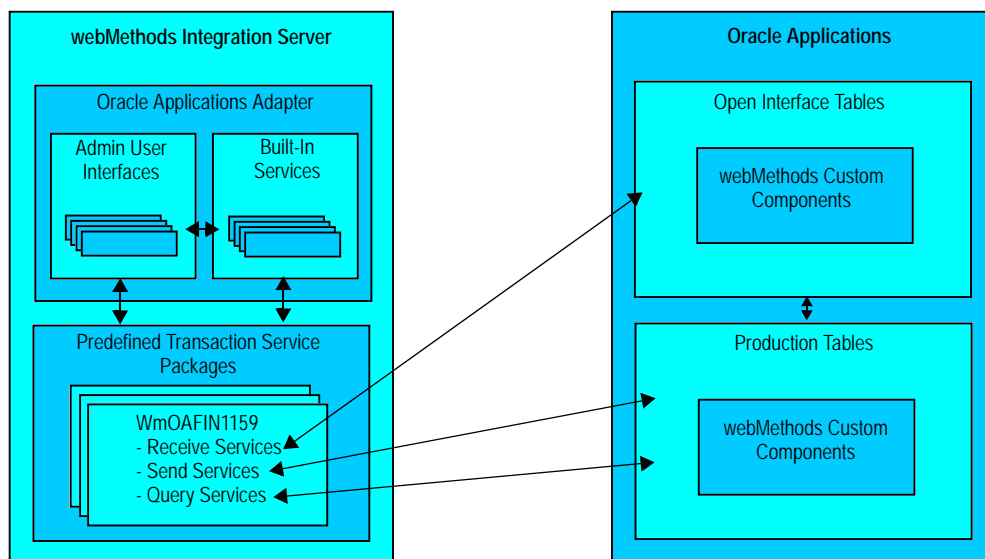 webMethods Integration Server
Oracle Applications Adapter
Admin User
Interfaces
Built-In
Services
Predefined Transaction Service
Packages
WmOAFIN1159
- Receive Services
- Send Services
- Query Services
Oracle Applications
Open Interface Tables
webMethods Custom
Components
Production Tables
webMethods Custom
Components